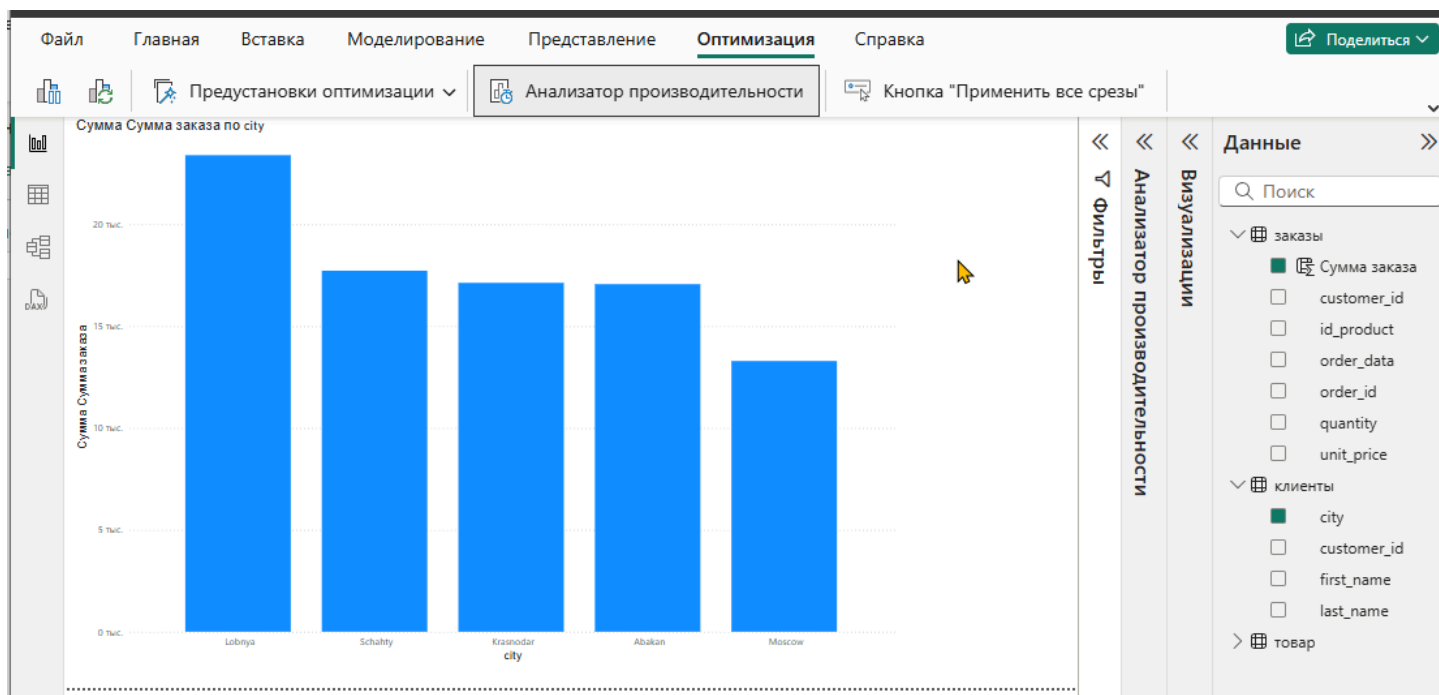 Файл Главная Вставка Моделирование Представление Оптимизация Справка Поделиться
Предустановки оптимизации Анализатор производительности Кнопка "Применить все срезы"
Сумма Сумма заказа по city
Сумма Сумма заказа
20 тыс.
15 тыс.
10 тыс.
5 тыс.
0 тыс.
Lobnya Schahty Krasnodar Abakan Moscow
city
DAX
Фильтры
Анализатор производительности
Визуализации
Данные
Поиск
заказы
Сумма заказа
customer_id
id_product
order_data
order_id
quantity
unit_price
клиенты
city
customer_id
first_name
last_name
товар